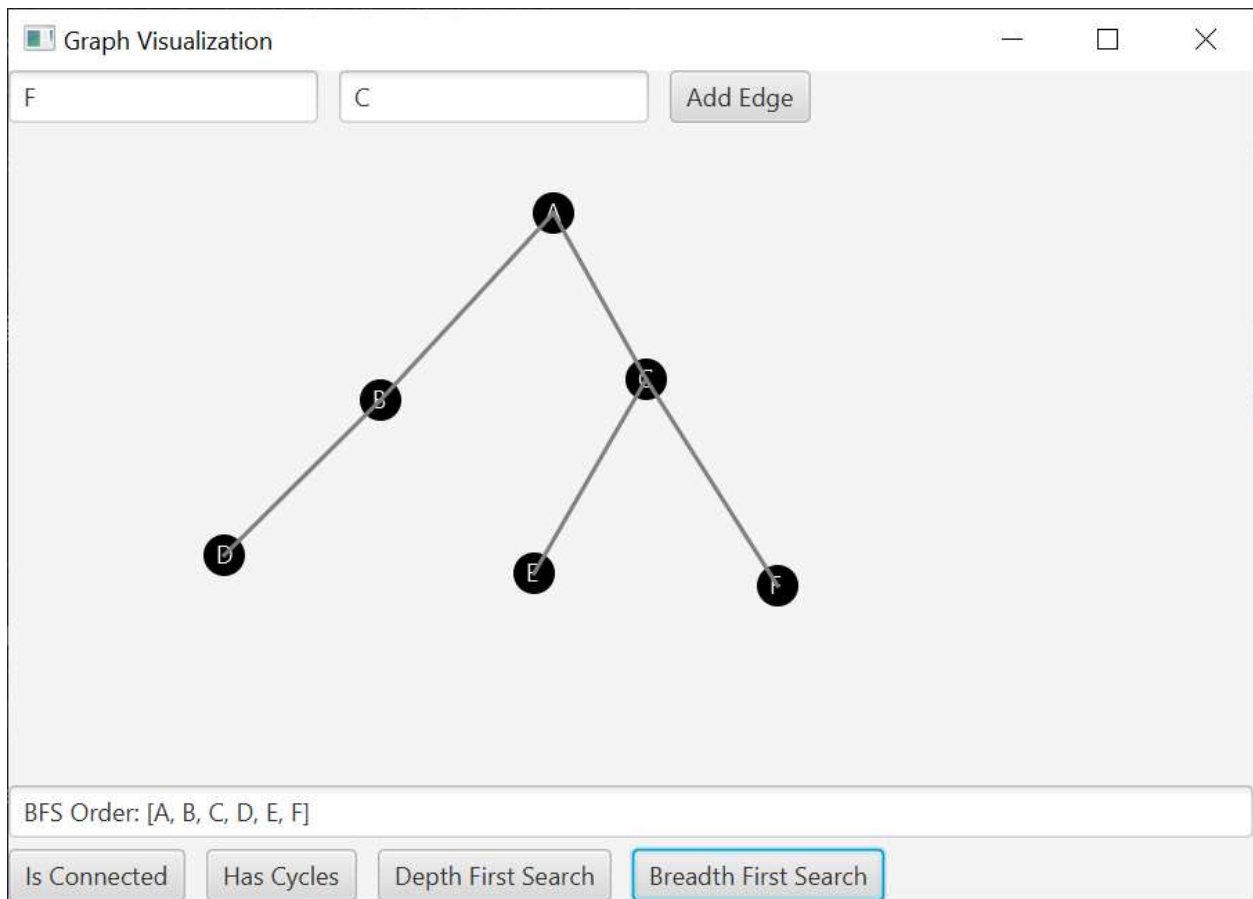 Graph Visualization
F C Add Edge
A
C
B
D
E
F
BFS Order: [A, B, C, D, E, F]
Is Connected Has Cycles Depth First Search Breadth First Search